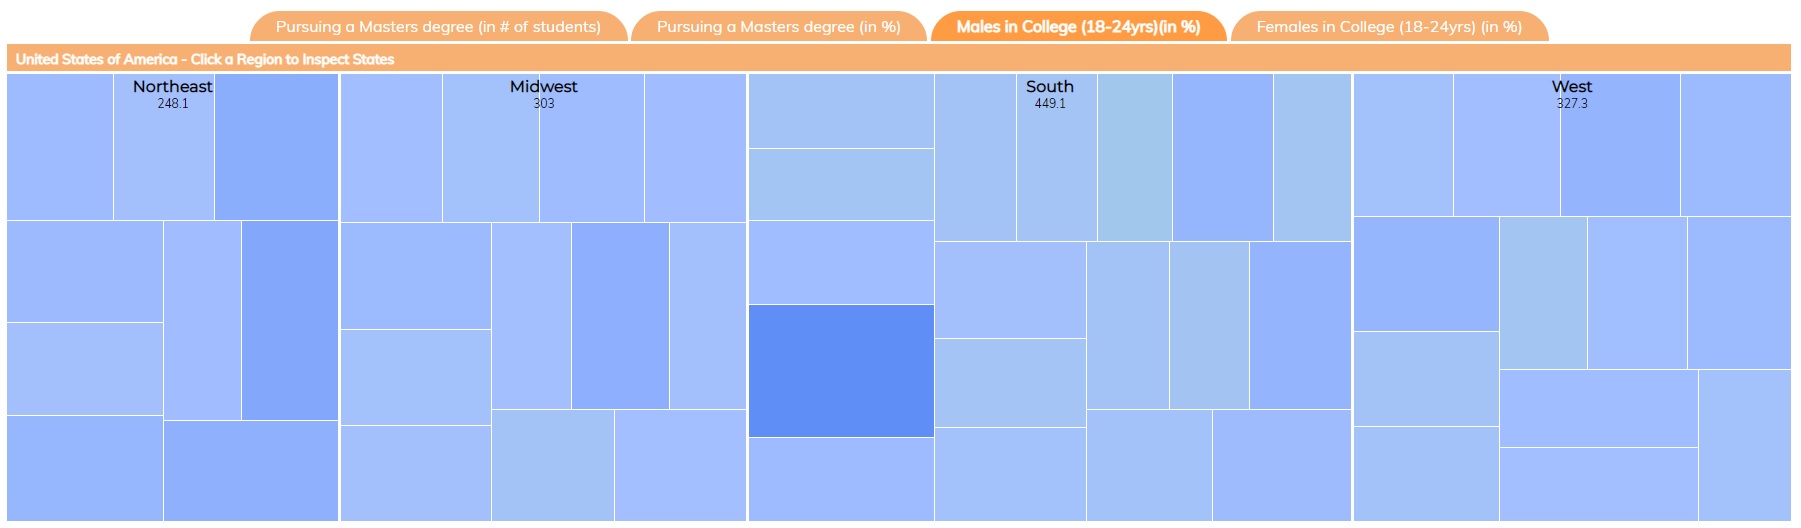 Pursuing a Masters degree (in # of students)
Pursuing a Masters degree (in %)
Males in College (18-24yrs)(in %)
Females in College (18-24yrs) (in %)
United States of America - Click a Region to Inspect States
Northeast
248.1
Midwest
303
South
449.1
West
327.3